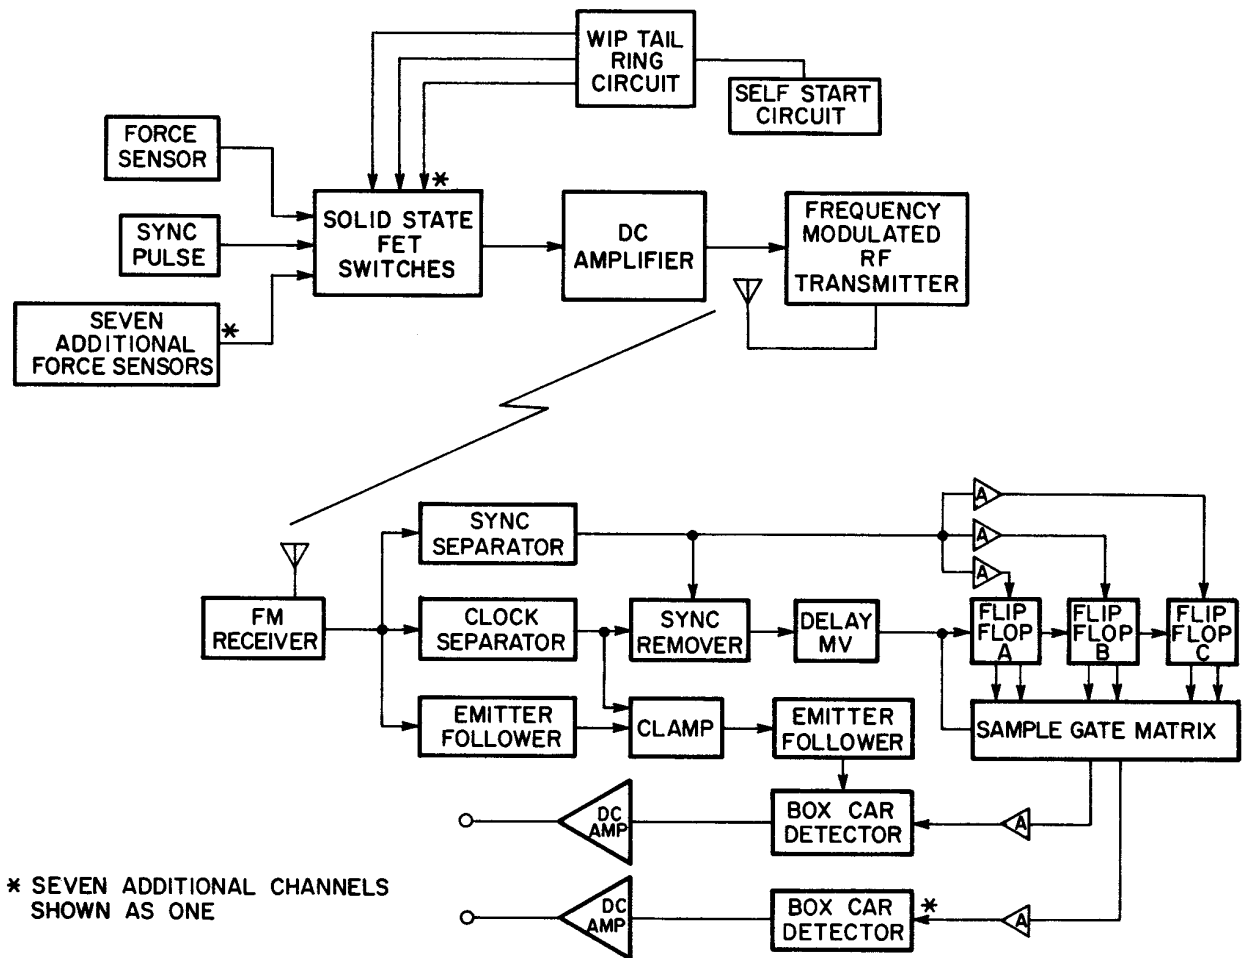 WIP TAIL
RING
CIRCUIT
SELF START
CIRCUIT
FORCE
SENSOR
*
SOLID STATE
FET
SWITCHES
DC
AMPLIFIER
FREQUENCY
MODULATED
RF
TRANSMITTER
SYNC
PULSE
SEVEN
ADDITIONAL
FORCE SENSORS
*
SYNC
SEPARATOR
A
A
A
FM
RECEIVER
CLOCK
SEPARATOR
SYNC
REMOVER
DELAY
MV
FLIP
FLOP
A
FLIP
FLOP
B
FLIP
FLOP
C
EMITTER
FOLLOWER
CLAMP
EMITTER
FOLLOWER
SAMPLE GATE MATRIX
DC
AMP
BOX CAR
DETECTOR
A
* SEVEN ADDITIONAL CHANNELS
SHOWN AS ONE
DC
AMP
BOX CAR
DETECTOR
*
A